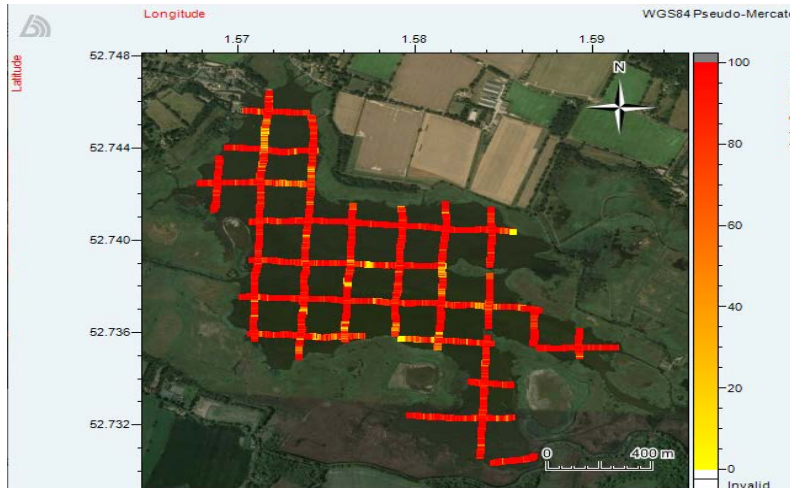 Longitude
WGS84 Pseudo-Mercato
1.57 1.58 1.59
Latitude
52.748
52.744
52.740
52.736
52.732
N
0 400 m
100
80
60
40
20
0
Invalid